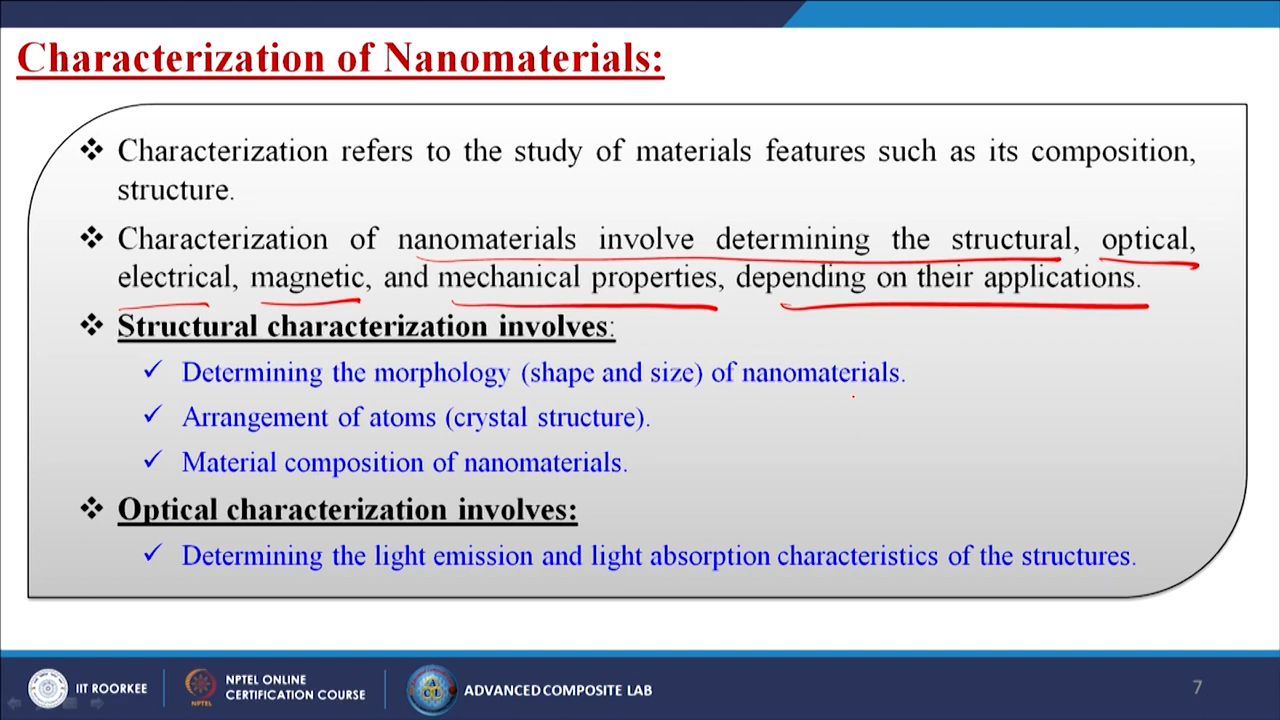 Characterization of Nanomaterials:
❖ Characterization refers to the study of materials features such as its composition,
structure.
❖ Characterization of nanomaterials involve determining the structural, optical,
electrical, magnetic, and mechanical properties, depending on their applications.
❖ Structural characterization involves:
✓ Determining the morphology (shape and size) of nanomaterials.
✓ Arrangement of atoms (crystal structure).
✓ Material composition of nanomaterials.
❖ Optical characterization involves:
✓ Determining the light emission and light absorption characteristics of the structures.
IIT ROORKEE
NPTEL
NPTEL ONLINE
CERTIFICATION COURSE
ADVANCED COMPOSITE LAB
7